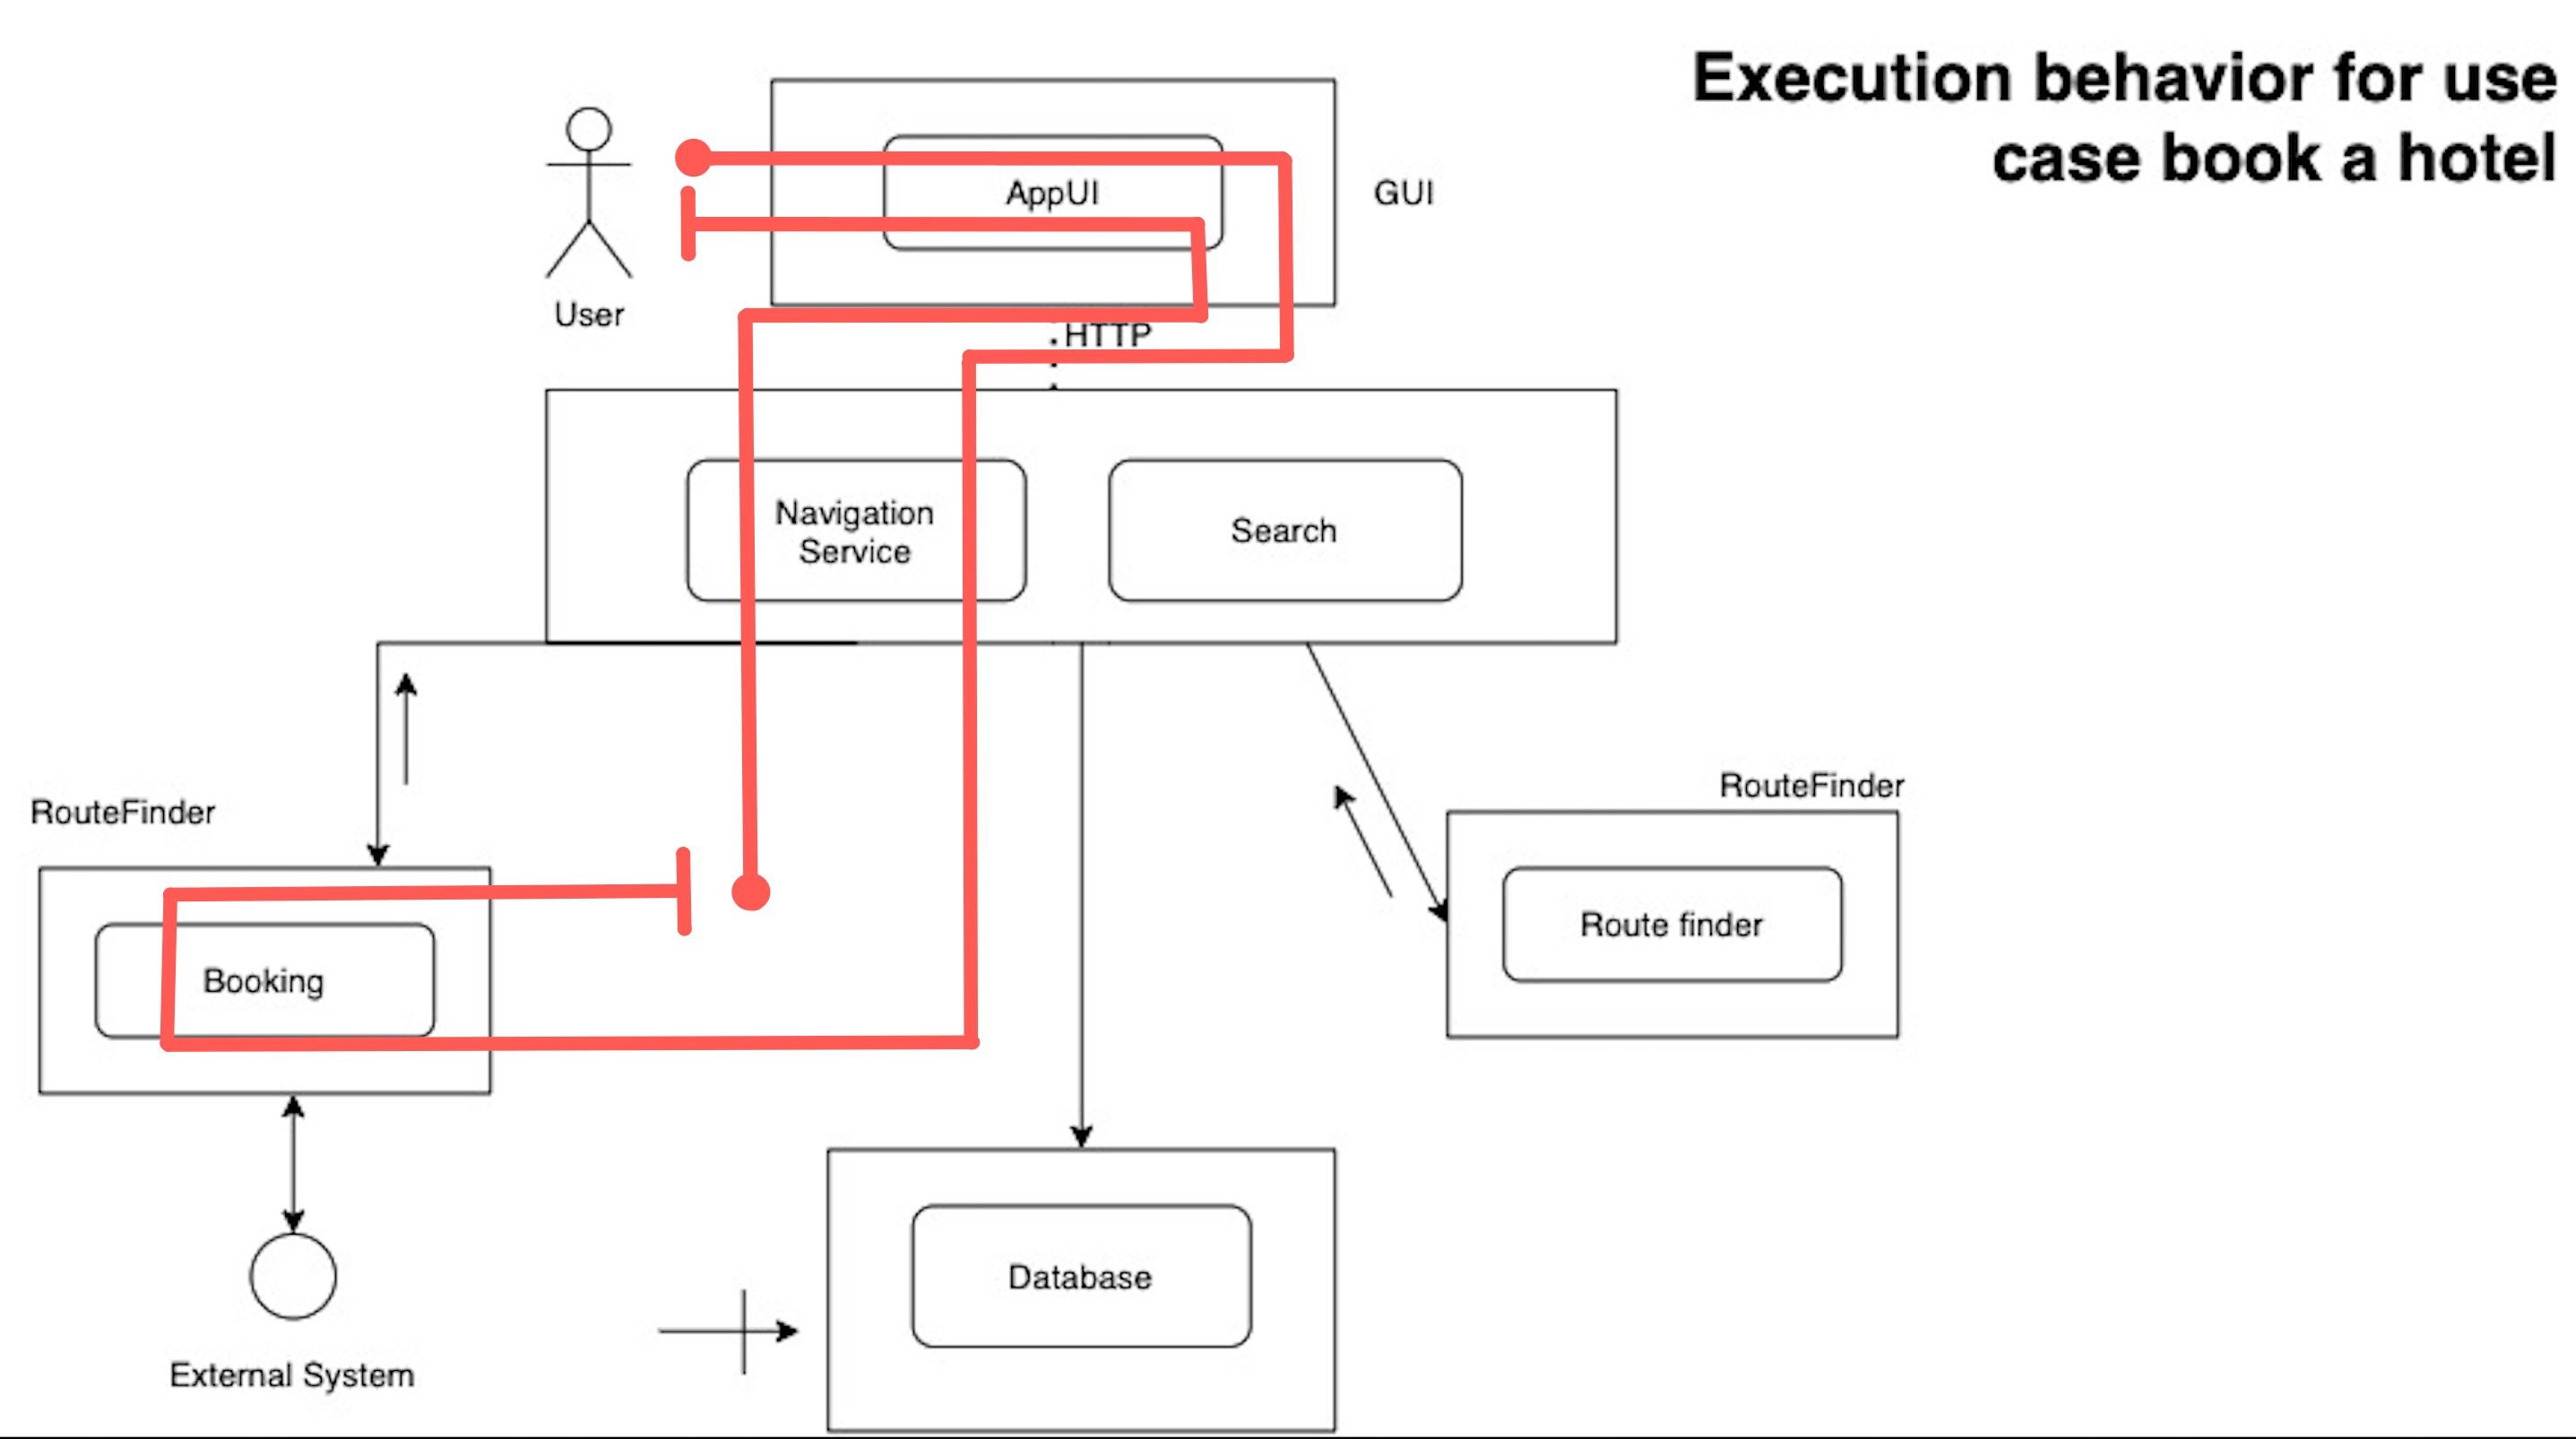 Execution behavior for use
case book a hotel
AppUI
GUI
User
HTTP
Navigation
Service
Search
RouteFinder
RouteFinder
Route finder
Booking
Database
External System